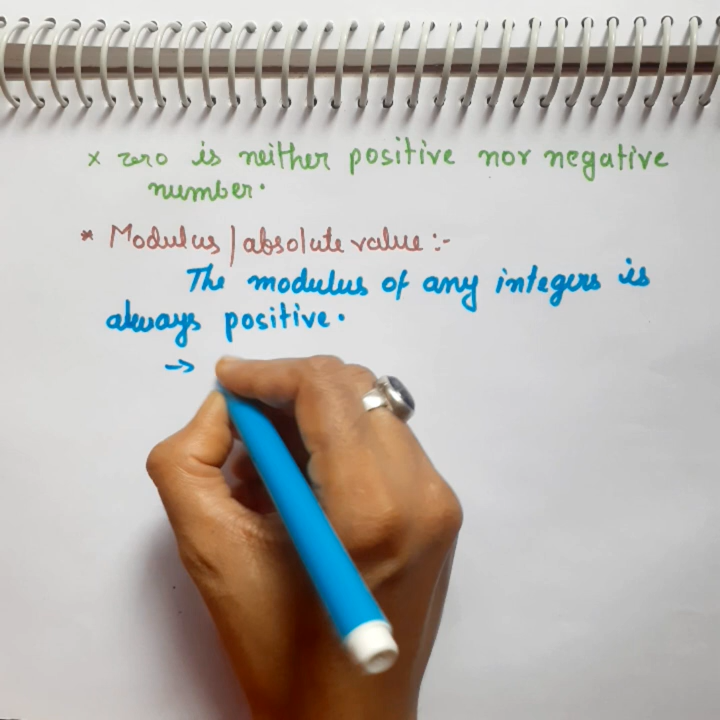 × zero is neither positive nor negative
number.
* Modulus | absolute value :-
The modulus of any integers is
always positive.
→